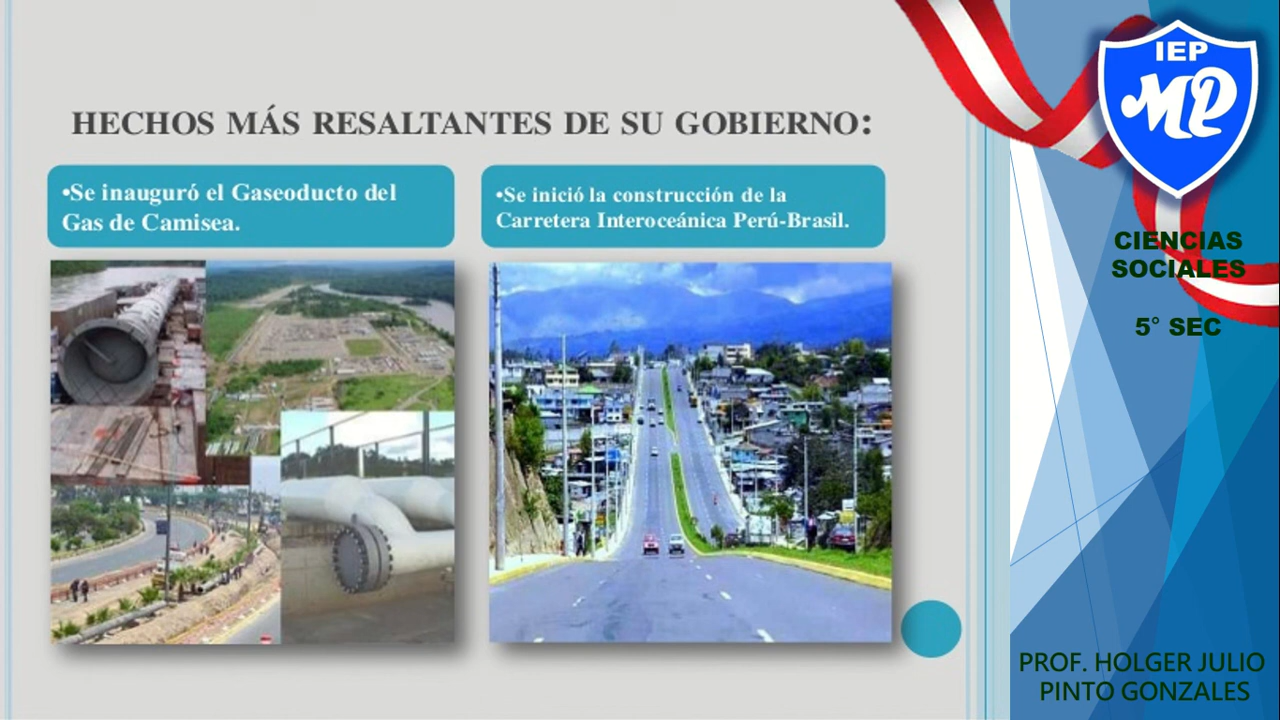 HECHOS MÁS RESALTANTES DE SU GOBIERNO:
•Se inauguró el Gaseoducto del
Gas de Camisea.
•Se inició la construcción de la
Carretera Interoceánica Perú-Brasil.
IEP
MP
CIENCIAS
SOCIALES
5° SEC
PROF. HOLGER JULIO
PINTO GONZALES